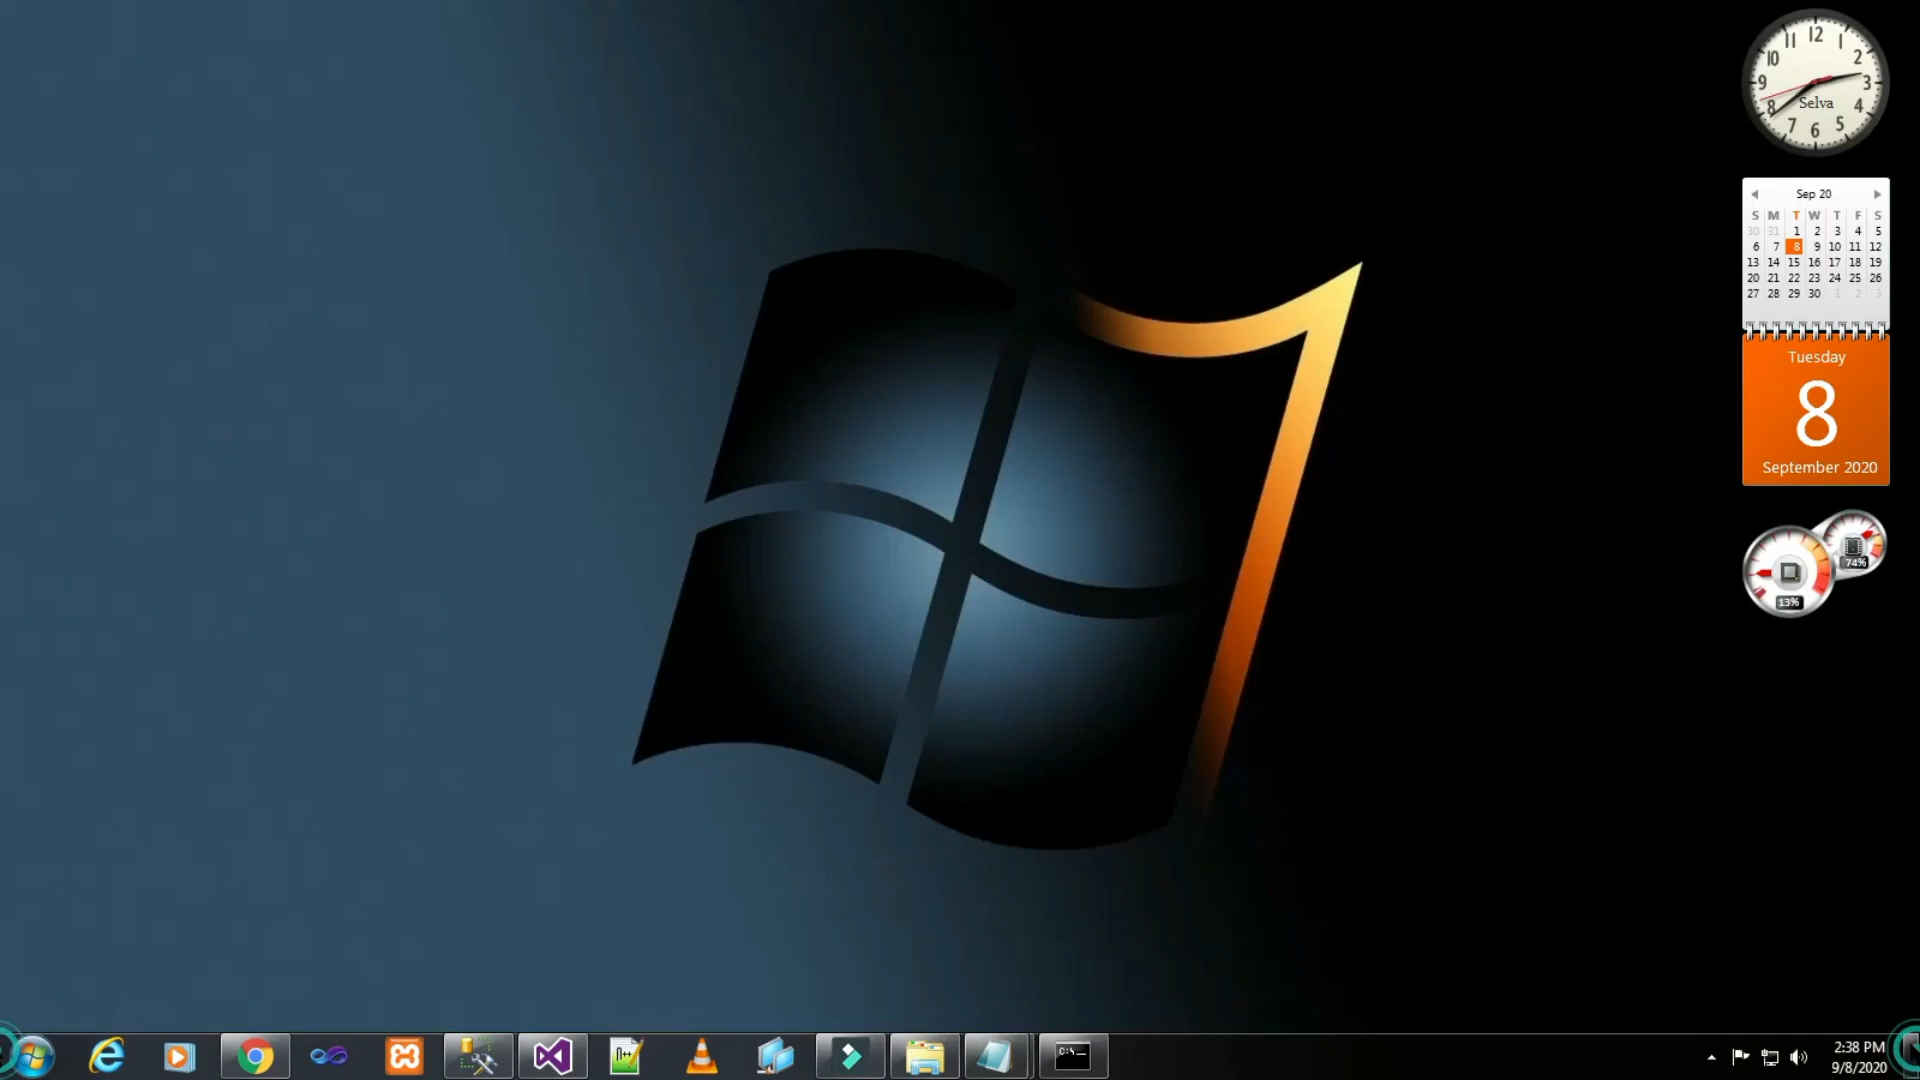 12
11 1
10 2
9 3
Selva
8 4
7 5
6
Sep 20
S M T W T F S
30 31 1 2 3 4 5
6 7 8 9 10 11 12
13 14 15 16 17 18 19
20 21 22 23 24 25 26
27 28 29 30 1 2 3
Tuesday
8
September 2020
74%
13%
n++
C:\
2:38 PM
9/8/2020